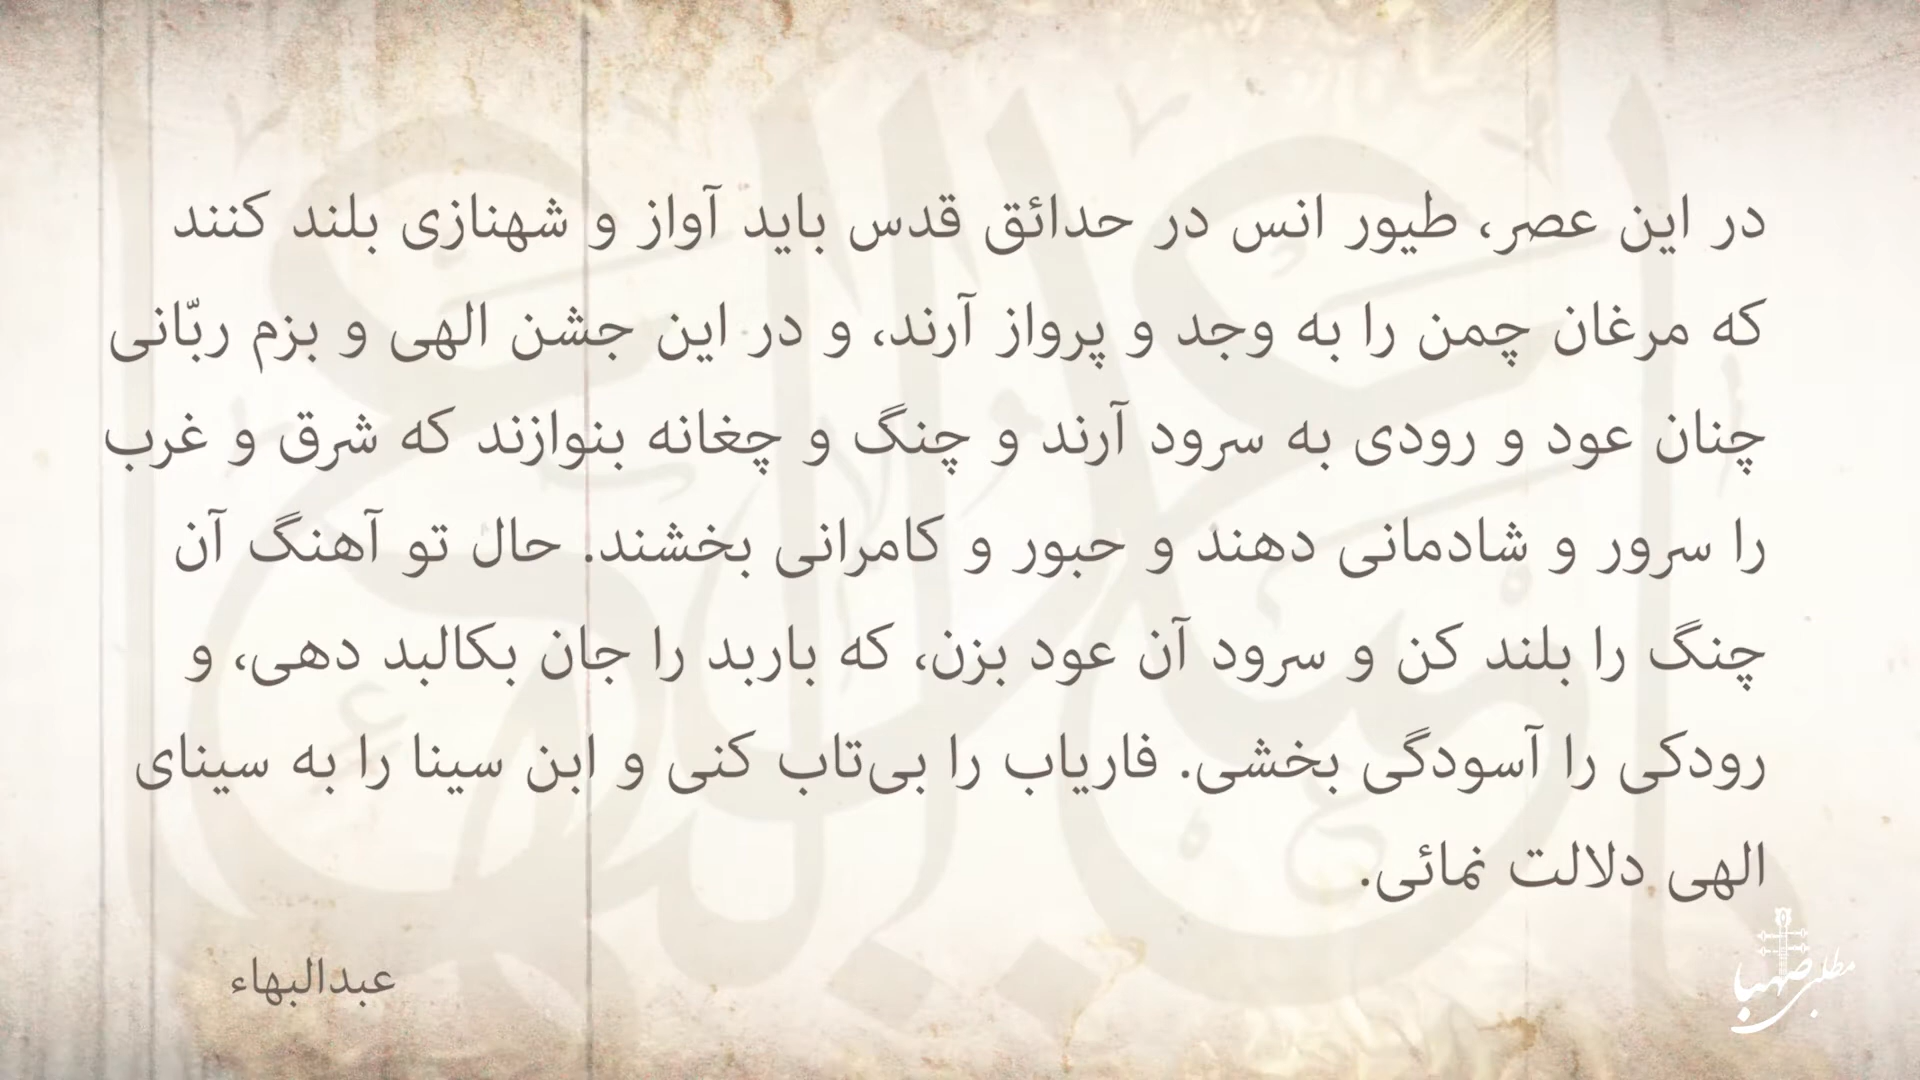 در این عصر، طیور انس در حدائق قدس باید آواز و شهنازی بلند کنند
که مرغان چمن را به وجد و پرواز آرند، و در این جشن الهی و بزم ربّانی
چنان عود و رودی به سرود آرند و چنگ و چغانه بنوازند که شرق و غرب
را سرور و شادمانی دهند و حبور و کامرانی بخشند. حال تو آهنگ آن
چنگ را بلند کن و سرود آن عود بزن، که باربد را جان بکالبد دهی، و
رودکی را آسودگی بخشی. فاریاب را بی‌تاب کنی و ابن سینا را به سینای
الهی دلالت نمائی.
عبدالبهاء
صهبا مطلبی